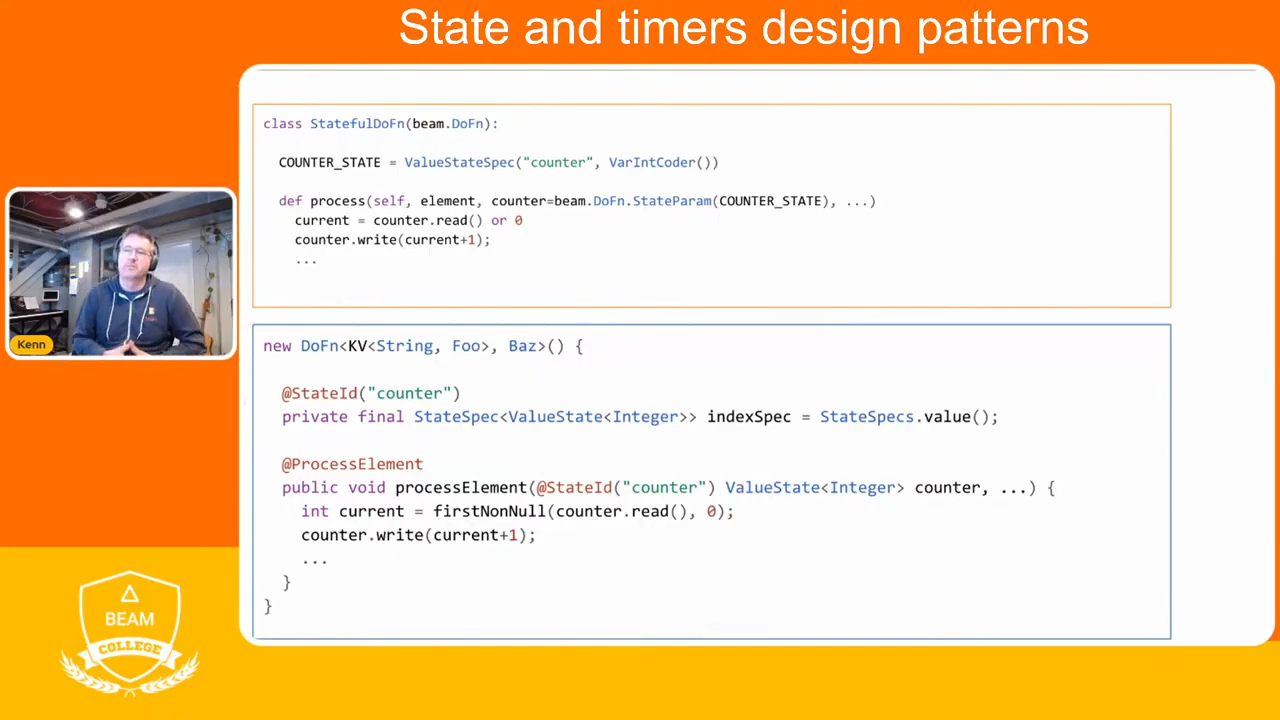 State and timers design patterns
class StatefulDoFn(beam.DoFn):
COUNTER_STATE = ValueStateSpec("counter", VarIntCoder())
def process(self, element, counter=beam.DoFn.StateParam(COUNTER_STATE), ...)
current = counter.read() or 0
counter.write(current+1);
...
Kenn
new DoFn<KV<String, Foo>, Baz>() {
@StateId("counter")
private final StateSpec<ValueState<Integer>> indexSpec = StateSpecs.value();
@ProcessElement
public void processElement(@StateId("counter") ValueState<Integer> counter, ...) {
int current = firstNonNull(counter.read(), 0);
counter.write(current+1);
...
}
}
BEAM
COLLEGE